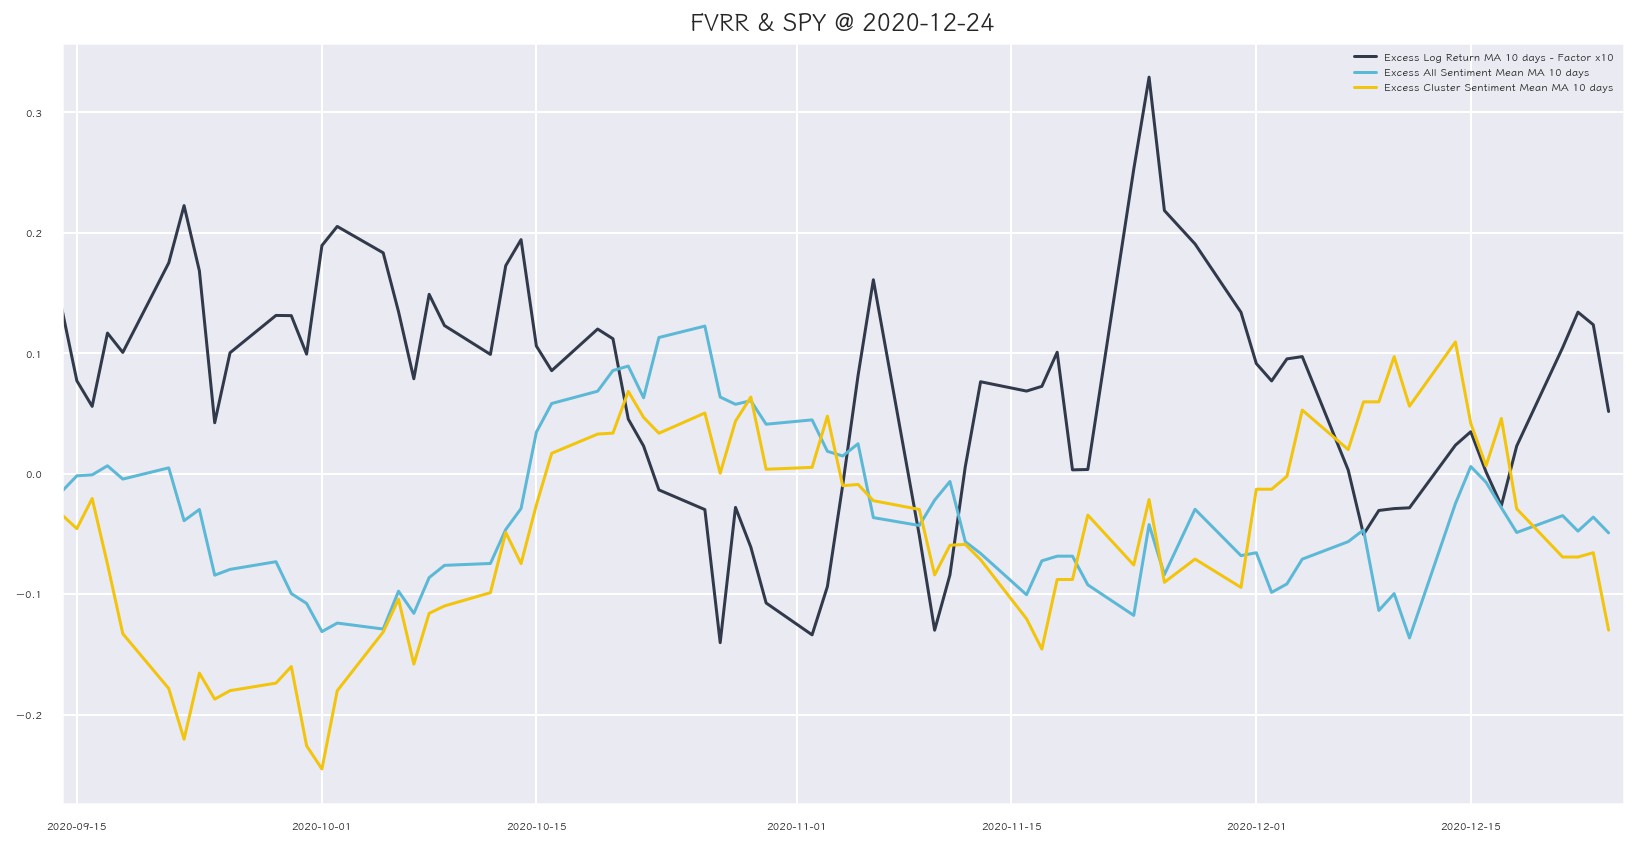 FVRR & SPY @ 2020-12-24
Excess Log Return MA 10 days - Factor x10
Excess All Sentiment Mean MA 10 days
Excess Cluster Sentiment Mean MA 10 days
0.3
0.2
0.1
0.0
−0.1
−0.2
2020-09-15 2020-10-01 2020-10-15 2020-11-01 2020-11-15 2020-12-01 2020-12-15